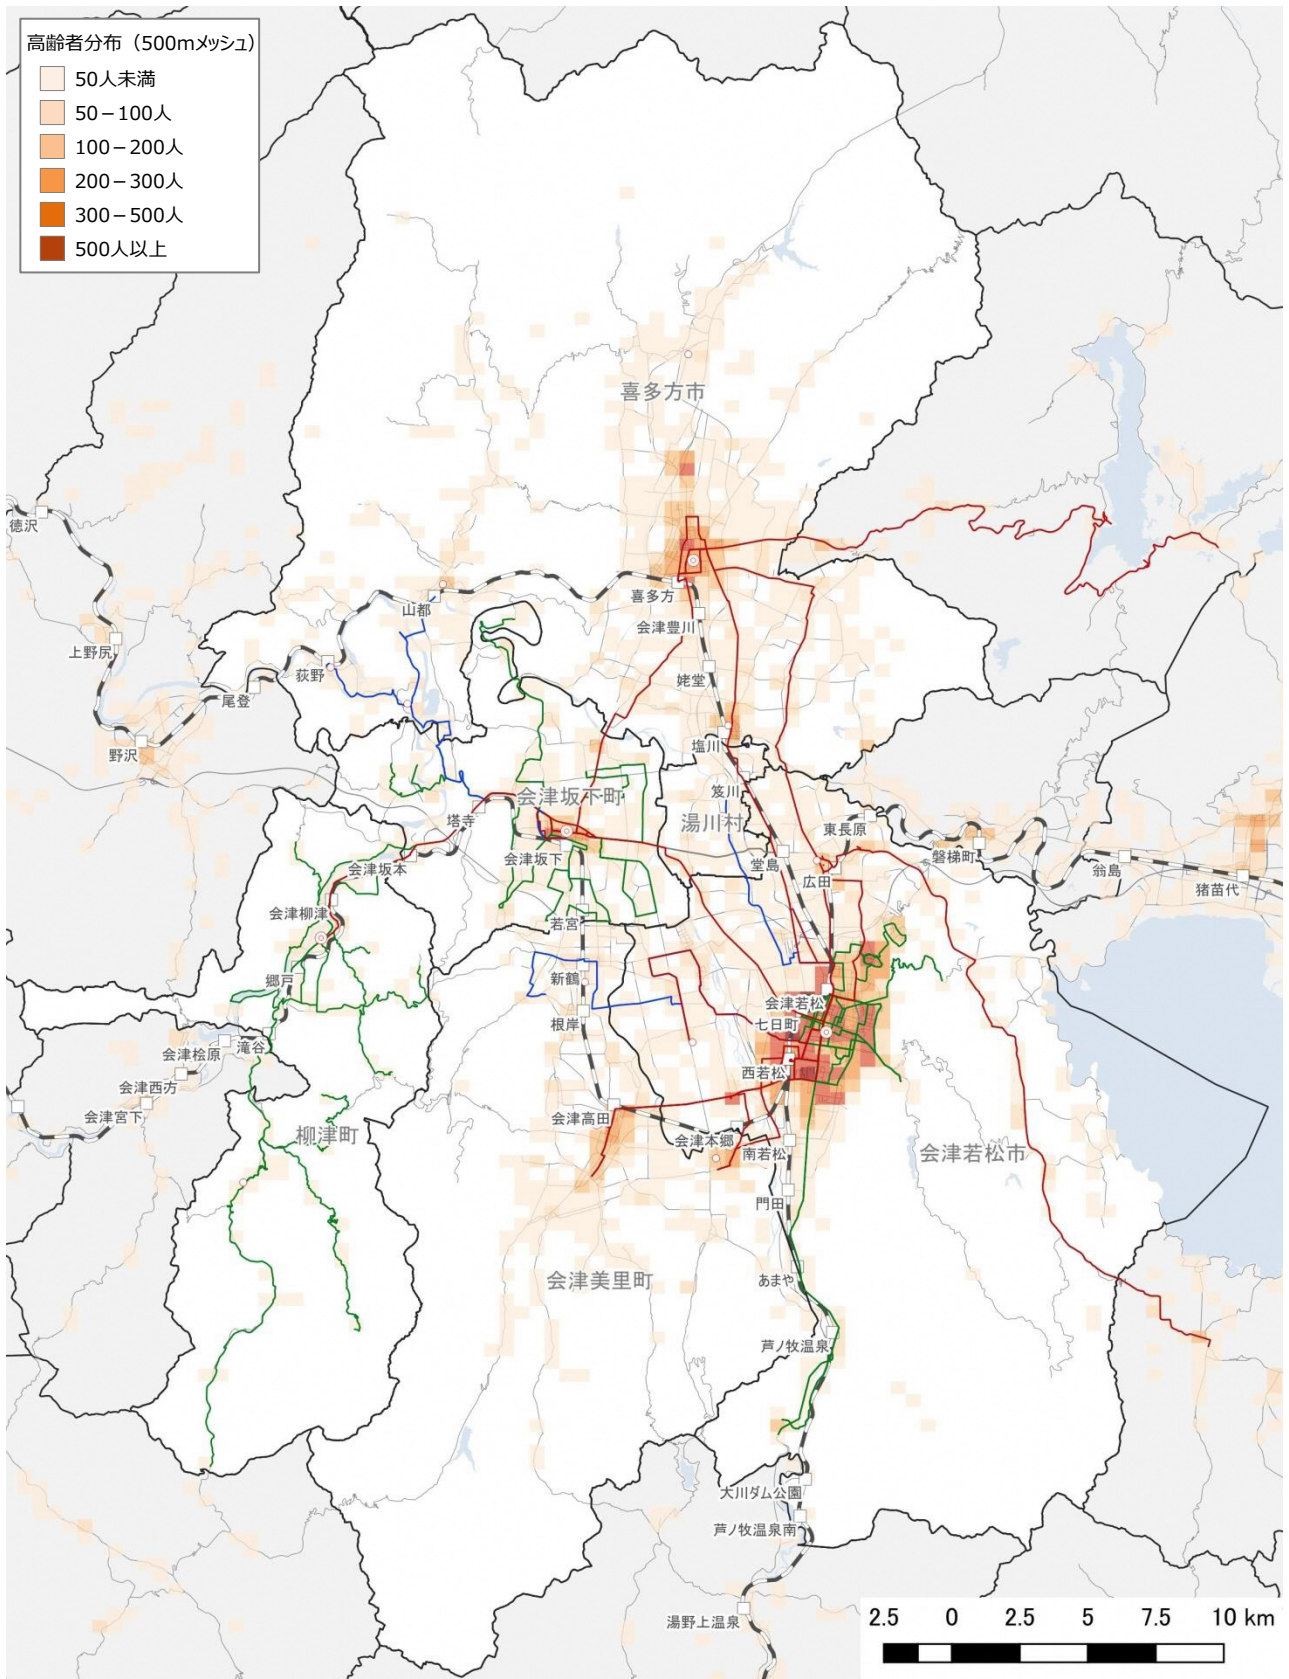 高齢者分布（500mメッシュ）
50人未満
50－100人
100－200人
200－300人
300－500人
500人以上
喜多方市
徳沢
喜多方
山都
会津豊川
上野尻
荻野
姥堂
尾登
野沢
塩川
笈川
会津坂下町
湯川村
塔寺
東長原
会津坂下
堂島
磐梯町
翁島
会津坂本
広田
猪苗代
会津柳津
若宮
郷戸
新鶴
会津若松
根岸
七日町
滝谷
会津桧原
西若松
会津西方
会津宮下
会津高田
柳津町
会津本郷
南若松
会津若松市
門田
会津美里町
あまや
芦ノ牧温泉
大川ダム公園
芦ノ牧温泉南
湯野上温泉
2.5 0 2.5 5 7.5 10 km